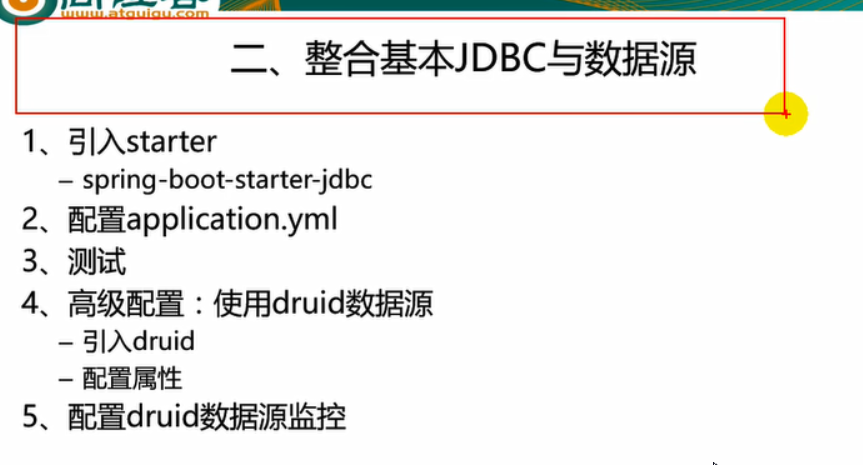 www.atguigu.com
二、整合基本JDBC与数据源
1、引入starter
– spring-boot-starter-jdbc
2、配置application.yml
3、测试
4、高级配置：使用druid数据源
– 引入druid
– 配置属性
5、配置druid数据源监控